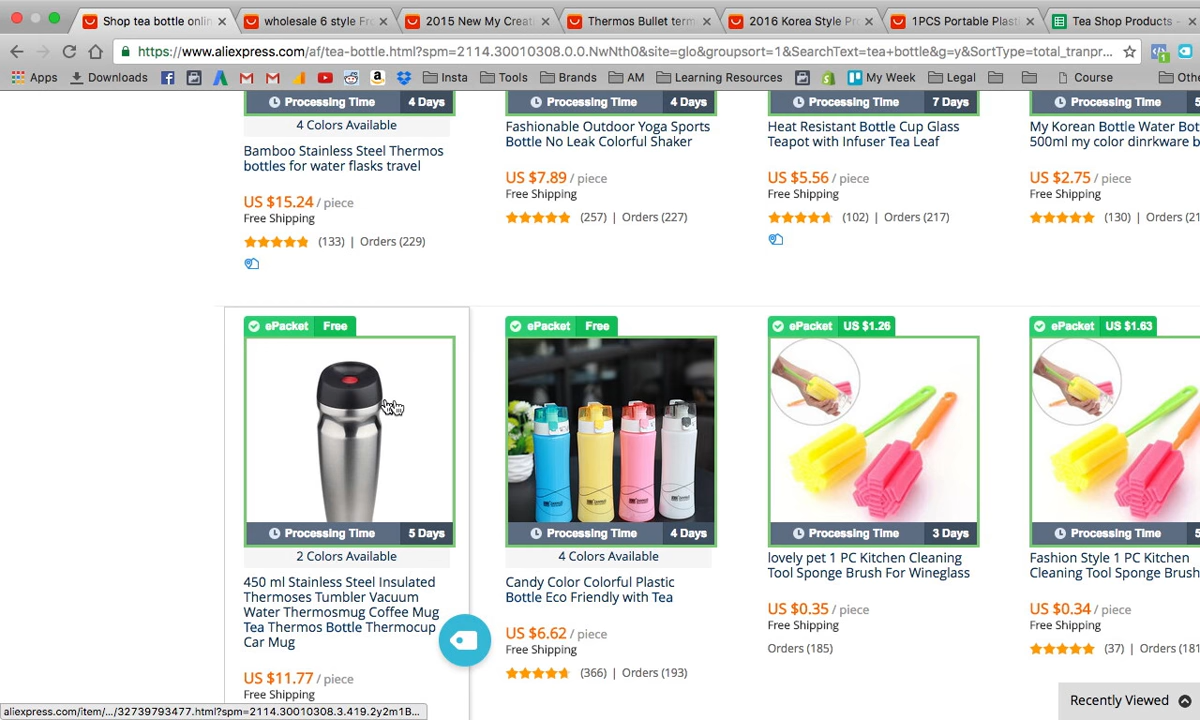 Shop tea bottle onlin
wholesale 6 style Fr
2015 New My Creati
Thermos Bullet term
2016 Korea Style Pr
1PCS Portable Plasti
Tea Shop Products -
https://www.aliexpress.com/af/tea-bottle.html?spm=2114.30010308.0.0.NwNth0&site=glo&groupsort=1&SearchText=tea+bottle&g=y&SortType=total_tranpr...
Apps
Downloads
Insta
Tools
Brands
AM
Learning Resources
My Week
Legal
Course
Othe
Processing Time 4 Days
4 Colors Available
Bamboo Stainless Steel Thermos
bottles for water flasks travel
US $15.24 / piece
Free Shipping
(133) | Orders (229)
Processing Time 4 Days
Fashionable Outdoor Yoga Sports
Bottle No Leak Colorful Shaker
US $7.89 / piece
Free Shipping
(257) | Orders (227)
Processing Time 7 Days
Heat Resistant Bottle Cup Glass
Teapot with Infuser Tea Leaf
US $5.56 / piece
Free Shipping
(102) | Orders (217)
Processing Time 5
My Korean Bottle Water Bot
500ml my color dinrkware b
US $2.75 / piece
Free Shipping
(130) | Orders (21
ePacket Free
Processing Time 5 Days
2 Colors Available
450 ml Stainless Steel Insulated
Thermoses Tumbler Vacuum
Water Thermosmug Coffee Mug
Tea Thermos Bottle Thermocup
Car Mug
US $11.77 / piece
Free Shipping
ePacket Free
Processing Time 4 Days
4 Colors Available
Candy Color Colorful Plastic
Bottle Eco Friendly with Tea
US $6.62 / piece
Free Shipping
(366) | Orders (193)
ePacket US $1.26
Processing Time 3 Days
lovely pet 1 PC Kitchen Cleaning
Tool Sponge Brush For Wineglass
US $0.35 / piece
Free Shipping
Orders (185)
ePacket US $1.63
Processing Time 5
Fashion Style 1 PC Kitchen
Cleaning Tool Sponge Brush
US $0.34 / piece
Free Shipping
(37) | Orders (181
Recently Viewed
aliexpress.com/item/.../32739793477.html?spm=2114.30010308.3.419.2y2m1B...